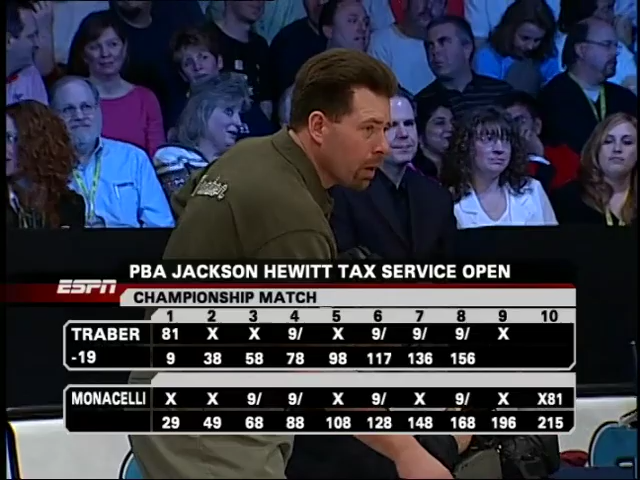 PBA JACKSON HEWITT TAX SERVICE OPEN
ESPN
CHAMPIONSHIP MATCH
1 2 3 4 5 6 7 8 9 10
TRABER 81 X X 9/ X 9/ 9/ 9/ X
-19 9 38 58 78 98 117 136 156
MONACELLI X X 9/ 9/ X 9/ X 9/ X X81
29 49 68 88 108 128 148 168 196 215